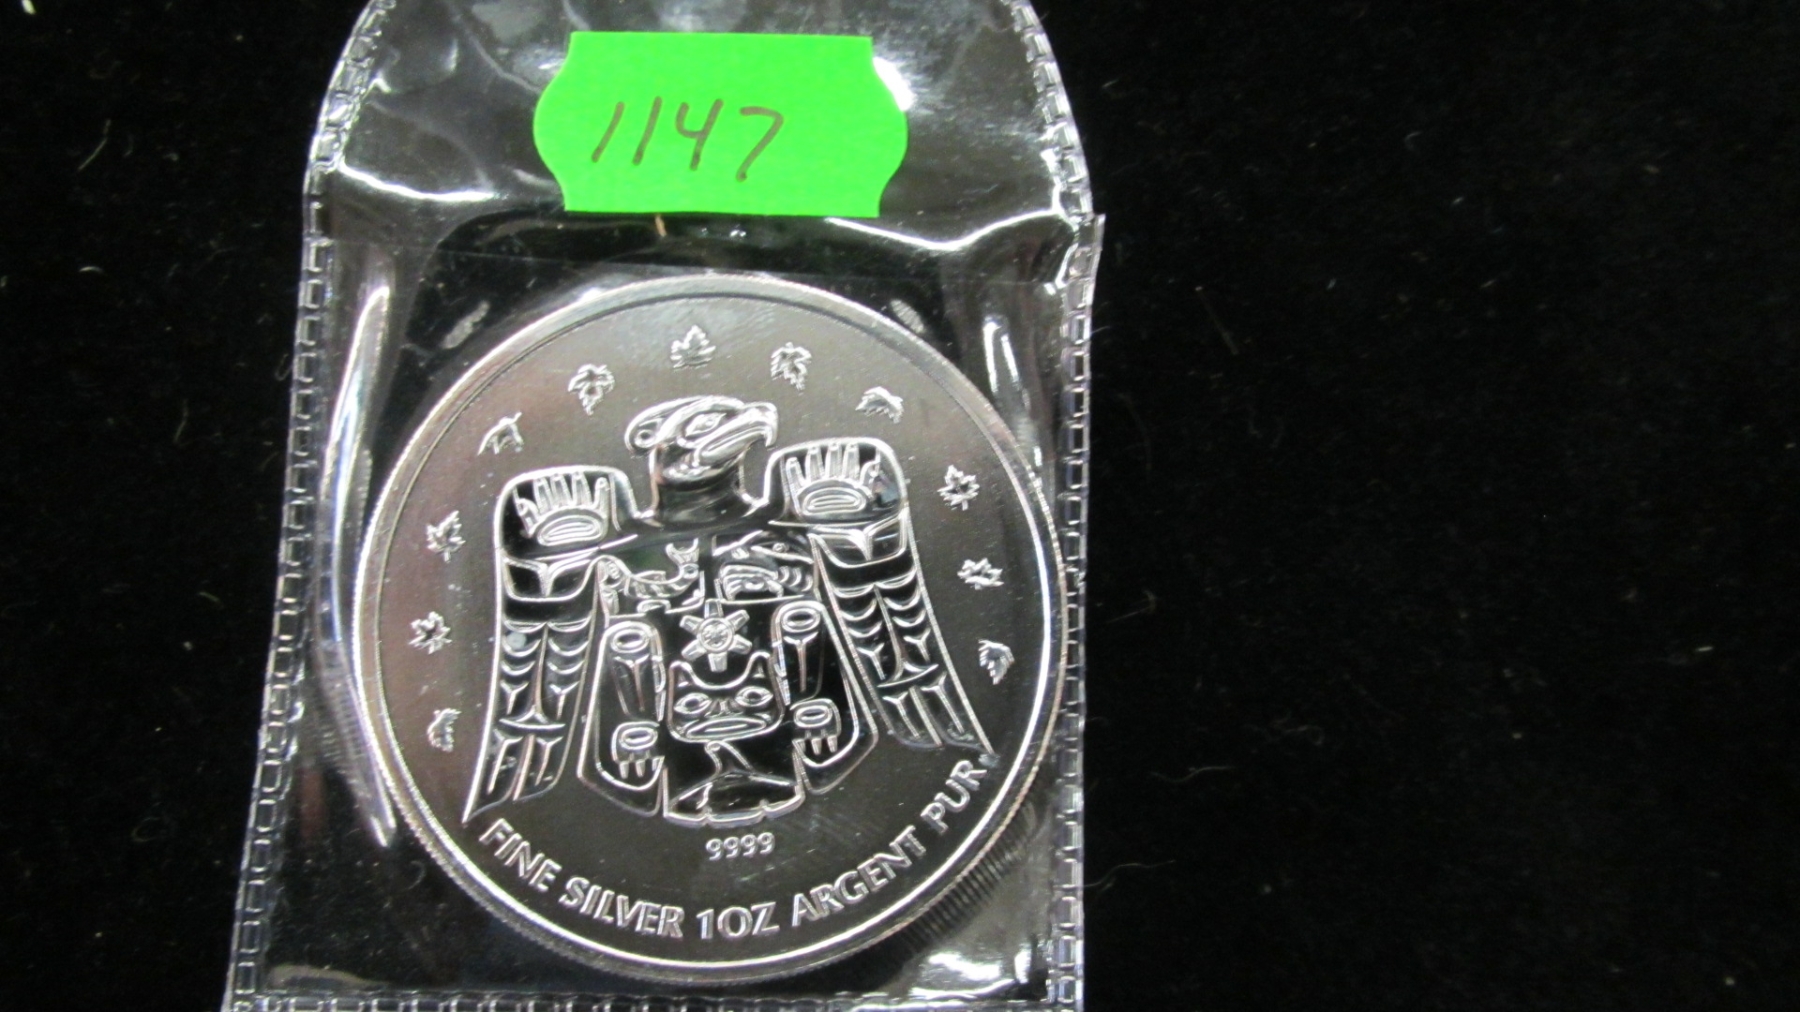 1147
9999
FINE SILVER 1OZ ARGENT PUR